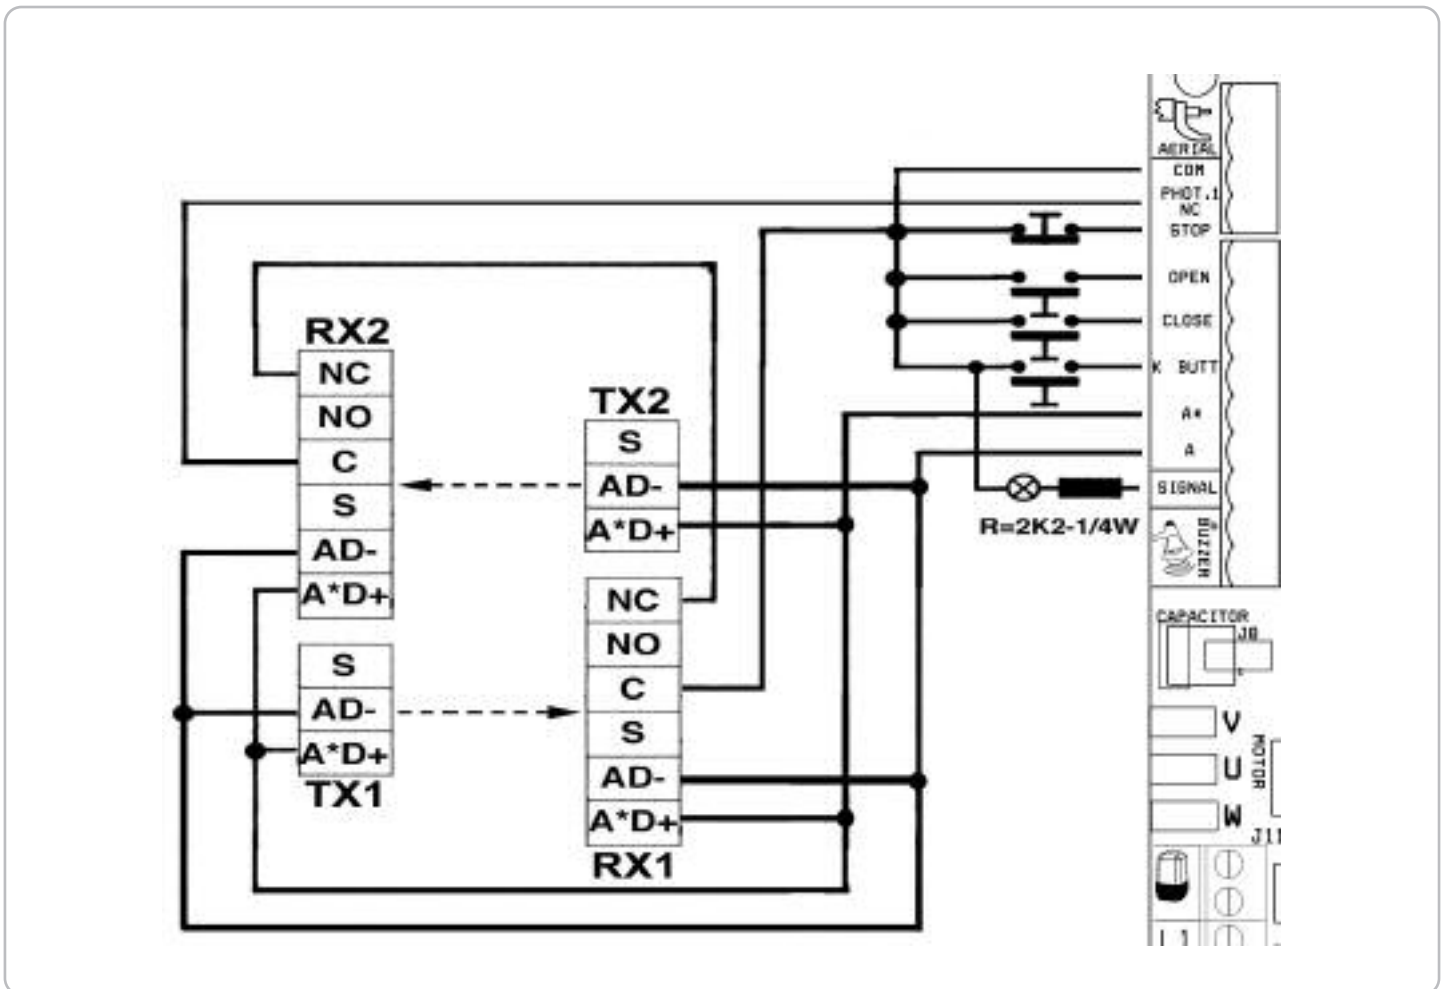 AERIAL
COM
PHOT.1
NC
STOP
OPEN
CLOSE
K BUTT
A*
A
SIGNAL
BUZZER
R=2K2-1/4W
RX2
NC
NO
C
S
AD-
A*D+
S
AD-
A*D+
TX1
TX2
S
AD-
A*D+
NC
NO
C
S
AD-
A*D+
RX1
CAPACITOR
J8
V
U
W
MOTOR
J11
L1